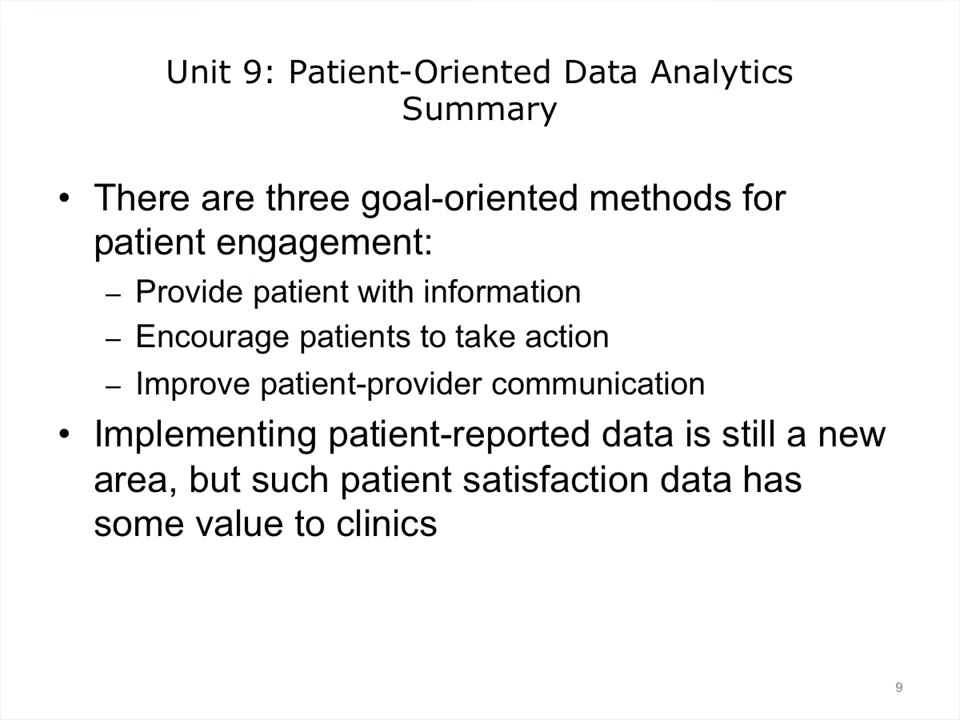 Unit 9: Patient-Oriented Data Analytics
Summary
• There are three goal-oriented methods for
patient engagement:
– Provide patient with information
– Encourage patients to take action
– Improve patient-provider communication
• Implementing patient-reported data is still a new
area, but such patient satisfaction data has
some value to clinics
9